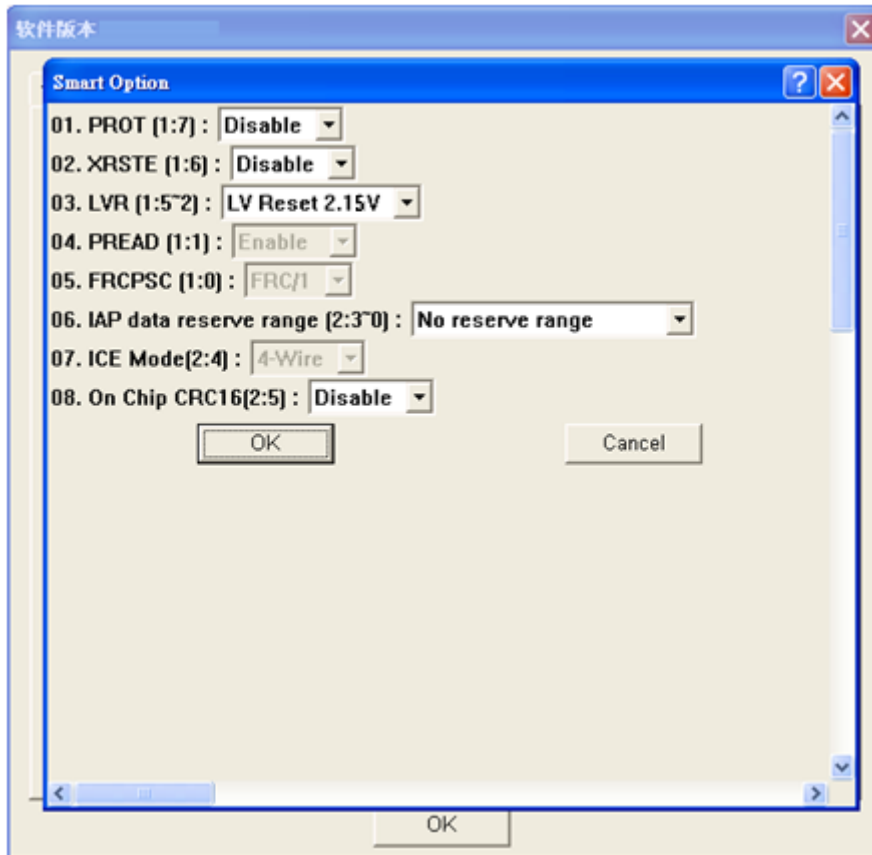 软件版本
Smart Option
01. PROT (1:7) : Disable
02. XRSTE (1:6) : Disable
03. LVR (1:5~2) : LV Reset 2.15V
04. PREAD (1:1) : Enable
05. FRCPSC (1:0) : FRC/1
06. IAP data reserve range (2:3~0) : No reserve range
07. ICE Mode(2:4) : 4-Wire
08. On Chip CRC16(2:5) : Disable
OK Cancel
OK